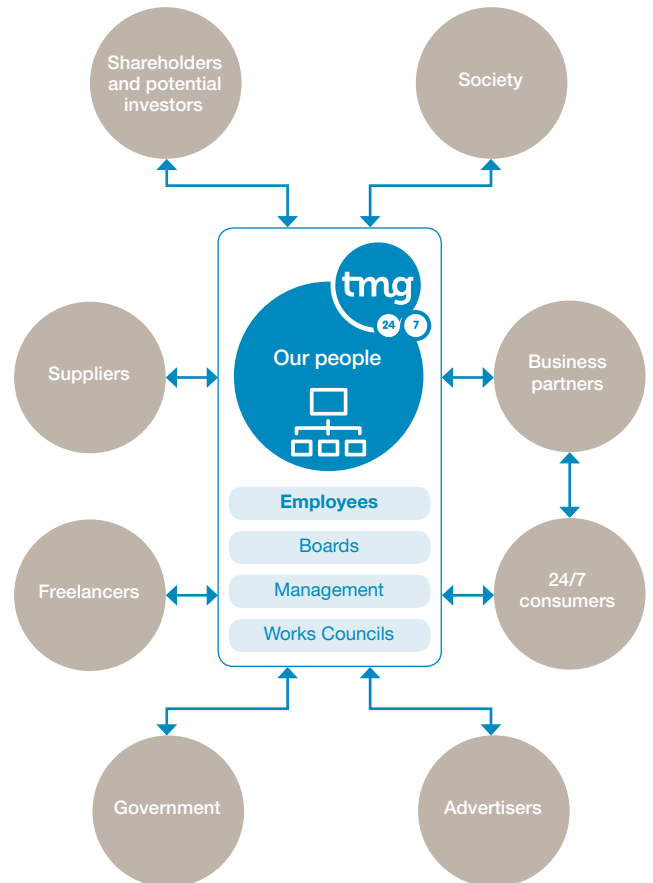 Shareholders
and potential
investors
Society
tmg
24/7
Our people
Suppliers
Business
partners
Employees
Boards
Management
Works Councils
Freelancers
24/7
consumers
Government
Advertisers